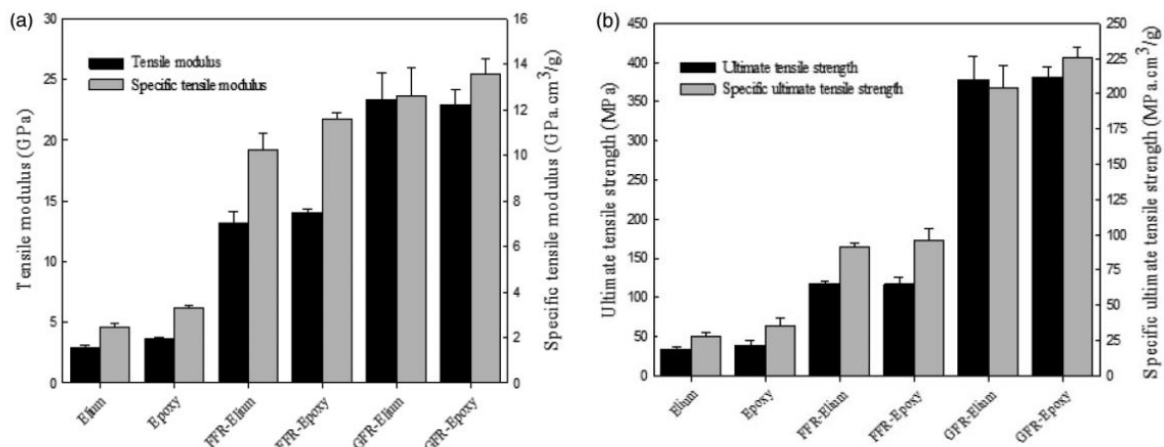 (a)
Tensile modulus (GPa)
30
25
20
15
10
5
0
Tensile modulus
Specific tensile modulus
16
14
12
10
8
6
4
2
0
Specific tensile modulus (GPa.cm³/g)
Elium
Epoxy
FFR-Elium
FFR-Epoxy
GFR-Elium
GFR-Epoxy
(b)
Ultimate tensile strength (MPa)
450
400
350
300
250
200
150
100
50
0
Ultimate tensile strength
Specific ultimate tensile strength
250
225
200
175
150
125
100
75
50
25
0
Specific ultimate tensile strength (MPa.cm³/g)
Elium
Epoxy
FFR-Elium
FFR-Epoxy
GFR-Elium
GFR-Epoxy